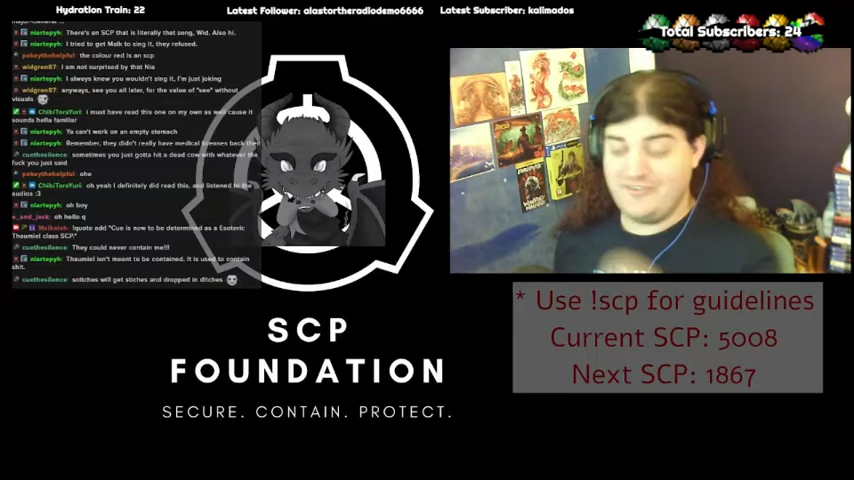 Hydration Train: 22
Latest Follower: alastortheradiodemo6666
Latest Subscriber: kalimados
Total Subscribers: 24
niartepyh: There's an SCP that is literally that song, Wid. Also hi.
niartepyh: I tried to get Malk to sing it, they refused.
pokeythehelpful: the colour red is an scp
widgren87: I am not surprised by that Nia
niartepyh: I always knew you wouldn't sing it, I'm just joking
widgren87: anyways, see you all later, for the value of "see" without
visuals
ChibiToraYuri: I must have read this one on my own as well cause it
sounds hella familiar
niartepyh: Ya can't work on an empty stomach
niartepyh: Remember, they didn't really have medical licenses back then
cuethesilence: sometimes you just gotta hit a dead cow with whatever the
fuck you just said
pokeythehelpful: oho
ChibiToraYuri: oh yeah I definitely did read this, and listened to the
audios :3
niartepyh: oh boy
e_and_jack: oh hello q
Malkaish: !quote add "Cue is now to be determined as a Esoteric
Thaumiel class SCP."
cuethesilence: They could never contain me!!!
niartepyh: Thaumiel isn't meant to be contained. It is used to contain
shit.
cuethesilence: snitches will get stiches and dropped in ditches
SCP
FOUNDATION
SECURE. CONTAIN. PROTECT.
* Use !scp for guidelines
Current SCP: 5008
Next SCP: 1867